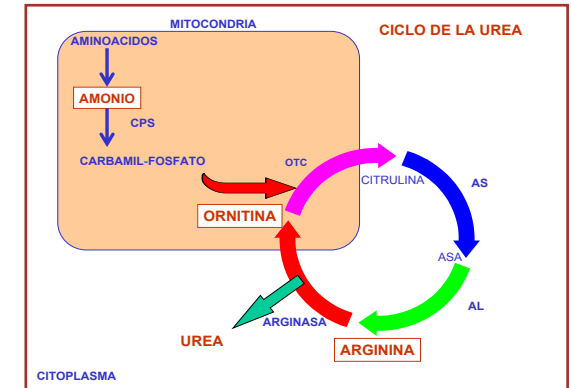 MITOCONDRIA
CICLO DE LA UREA
AMINOACIDOS
AMONIO
CPS
CARBAMIL-FOSFATO
OTC
CITRULINA
AS
ORNITINA
ASA
AL
ARGINASA
UREA
ARGININA
CITOPLASMA